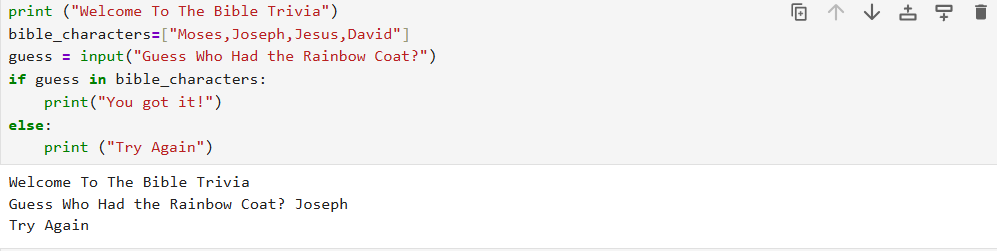 print ("Welcome To The Bible Trivia")
bible_characters=["Moses,Joseph,Jesus,David"]
guess = input("Guess Who Had the Rainbow Coat?")
if guess in bible_characters:
    print("You got it!")
else:
    print ("Try Again")
Welcome To The Bible Trivia
Guess Who Had the Rainbow Coat? Joseph
Try Again